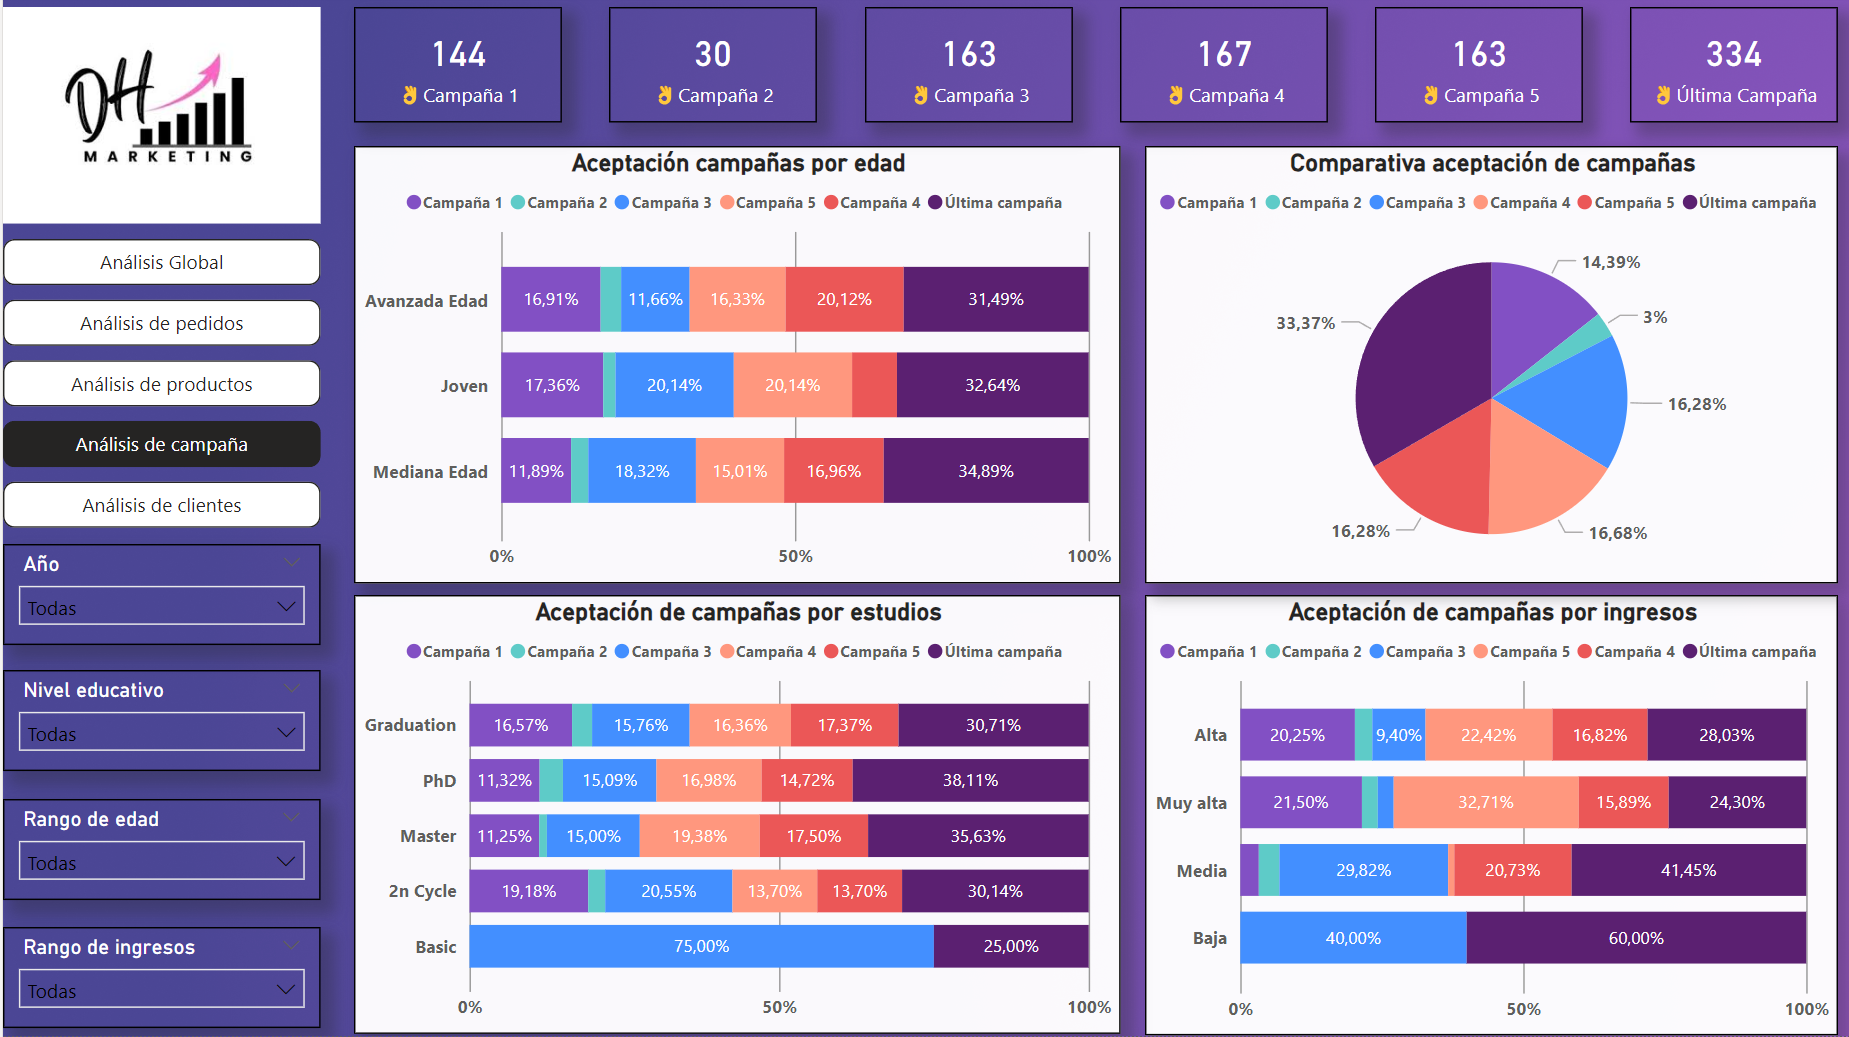 DH
MARKETING
Análisis Global
Análisis de pedidos
Análisis de productos
Análisis de campaña
Análisis de clientes
Año
Todas
Nivel educativo
Todas
Rango de edad
Todas
Rango de ingresos
Todas
144
👌 Campaña 1
30
👌 Campaña 2
163
👌 Campaña 3
167
👌 Campaña 4
163
👌 Campaña 5
334
👌 Última Campaña
Aceptación campañas por edad
Campaña 1 Campaña 2 Campaña 3 Campaña 5 Campaña 4 Última campaña
Avanzada Edad 16,91% 11,66% 16,33% 20,12% 31,49%
Joven 17,36% 20,14% 20,14% 32,64%
Mediana Edad 11,89% 18,32% 15,01% 16,96% 34,89%
0% 50% 100%
Comparativa aceptación de campañas
Campaña 1 Campaña 2 Campaña 3 Campaña 4 Campaña 5 Última campaña
14,39%
3%
33,37%
16,28%
16,28%
16,68%
Aceptación de campañas por estudios
Campaña 1 Campaña 2 Campaña 3 Campaña 4 Campaña 5 Última campaña
Graduation 16,57% 15,76% 16,36% 17,37% 30,71%
PhD 11,32% 15,09% 16,98% 14,72% 38,11%
Master 11,25% 15,00% 19,38% 17,50% 35,63%
2n Cycle 19,18% 20,55% 13,70% 13,70% 30,14%
Basic 75,00% 25,00%
0% 50% 100%
Aceptación de campañas por ingresos
Campaña 1 Campaña 2 Campaña 3 Campaña 5 Campaña 4 Última campaña
Alta 20,25% 9,40% 22,42% 16,82% 28,03%
Muy alta 21,50% 32,71% 15,89% 24,30%
Media 29,82% 20,73% 41,45%
Baja 40,00% 60,00%
0% 50% 100%